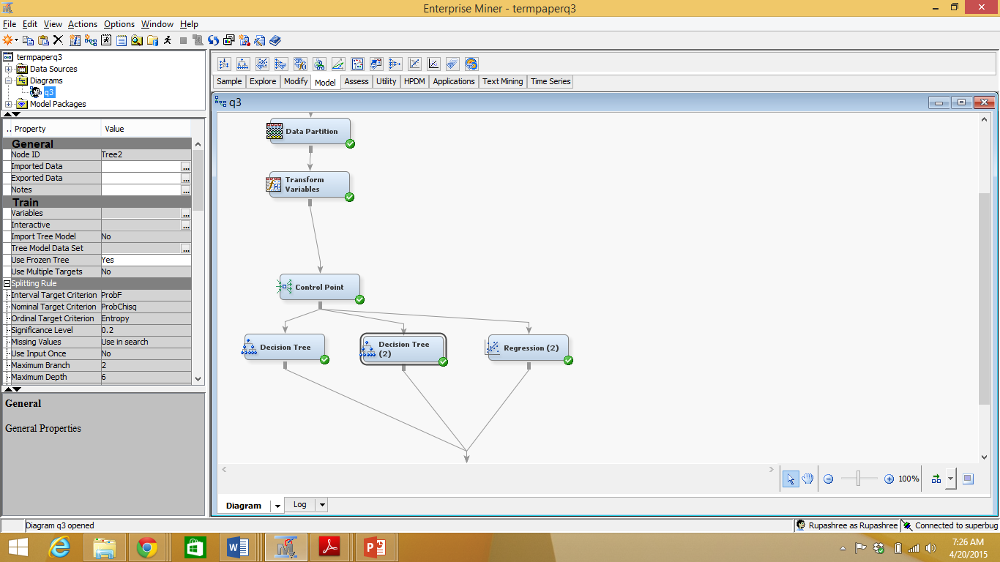 Enterprise Miner - termpaperq3
File Edit View Actions Options Window Help
termpaperq3
Data Sources
Diagrams
q3
Model Packages
.. Property Value
General
Node ID Tree2
Imported Data ...
Exported Data ...
Notes ...
Train
Variables ...
Interactive ...
Import Tree Model No
Tree Model Data Set ...
Use Frozen Tree Yes
Use Multiple Targets No
Splitting Rule
Interval Target Criterion ProbF
Nominal Target Criterion ProbChisq
Ordinal Target Criterion Entropy
Significance Level 0.2
Missing Values Use in search
Use Input Once No
Maximum Branch 2
Maximum Depth 6
General
General Properties
Sample Explore Modify Model Assess Utility HPDM Applications Text Mining Time Series
q3
Data Partition
Transform
Variables
Control Point
Decision Tree
Decision Tree
(2)
Regression (2)
100%
Diagram Log
Diagram q3 opened
Rupashree as Rupashree
Connected to superbug
7:26 AM
4/20/2015